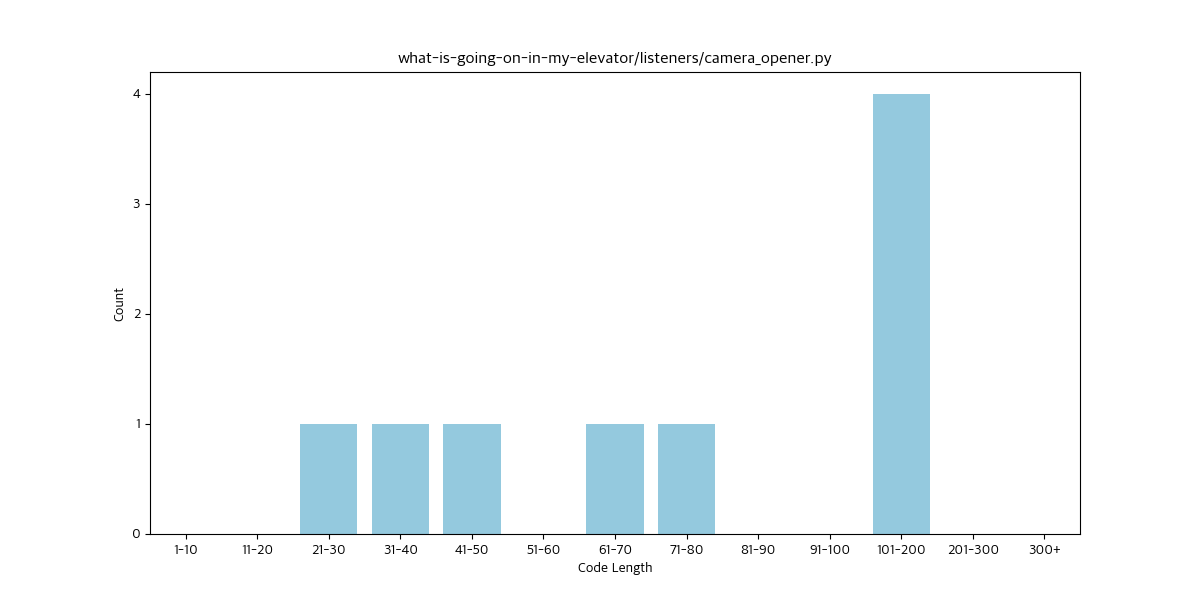 what-is-going-on-in-my-elevator/listeners/camera_opener.py
4
3
2
1
0
Count
1-10 11-20 21-30 31-40 41-50 51-60 61-70 71-80 81-90 91-100 101-200 201-300 300+
Code Length